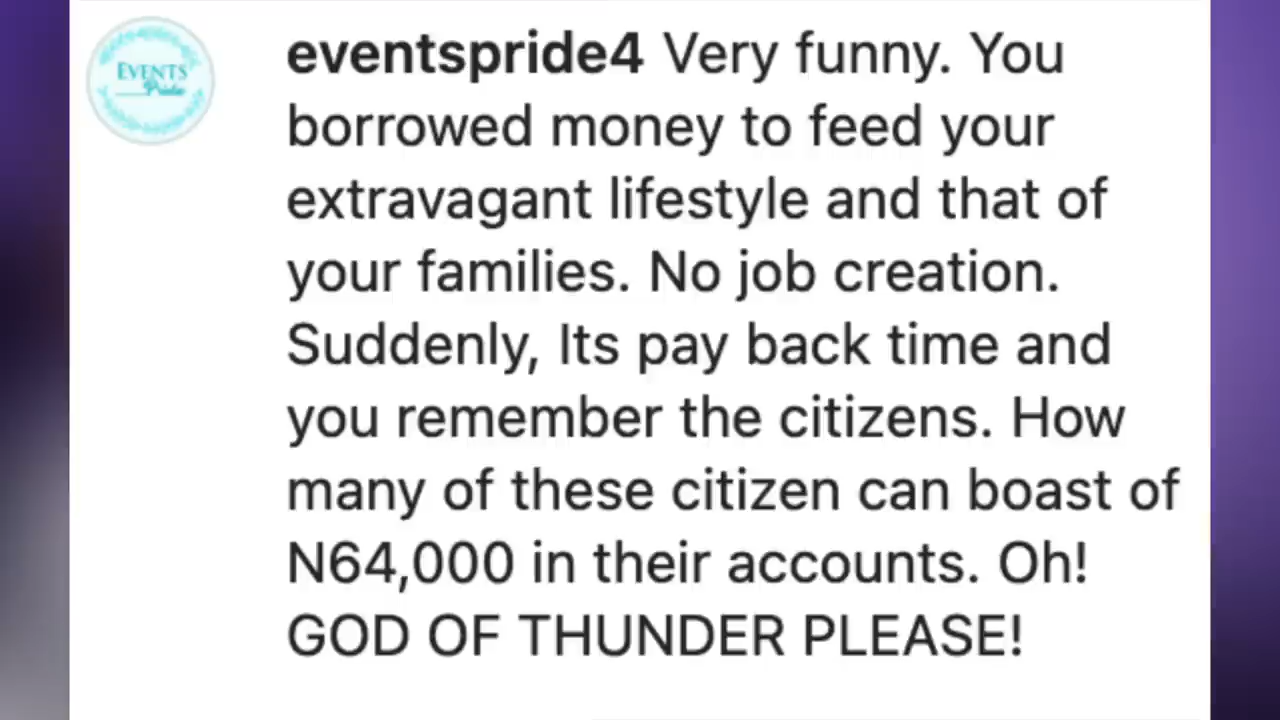 EVENTS
Pride
eventspride4 Very funny. You
borrowed money to feed your
extravagant lifestyle and that of
your families. No job creation.
Suddenly, Its pay back time and
you remember the citizens. How
many of these citizen can boast of
N64,000 in their accounts. Oh!
GOD OF THUNDER PLEASE!